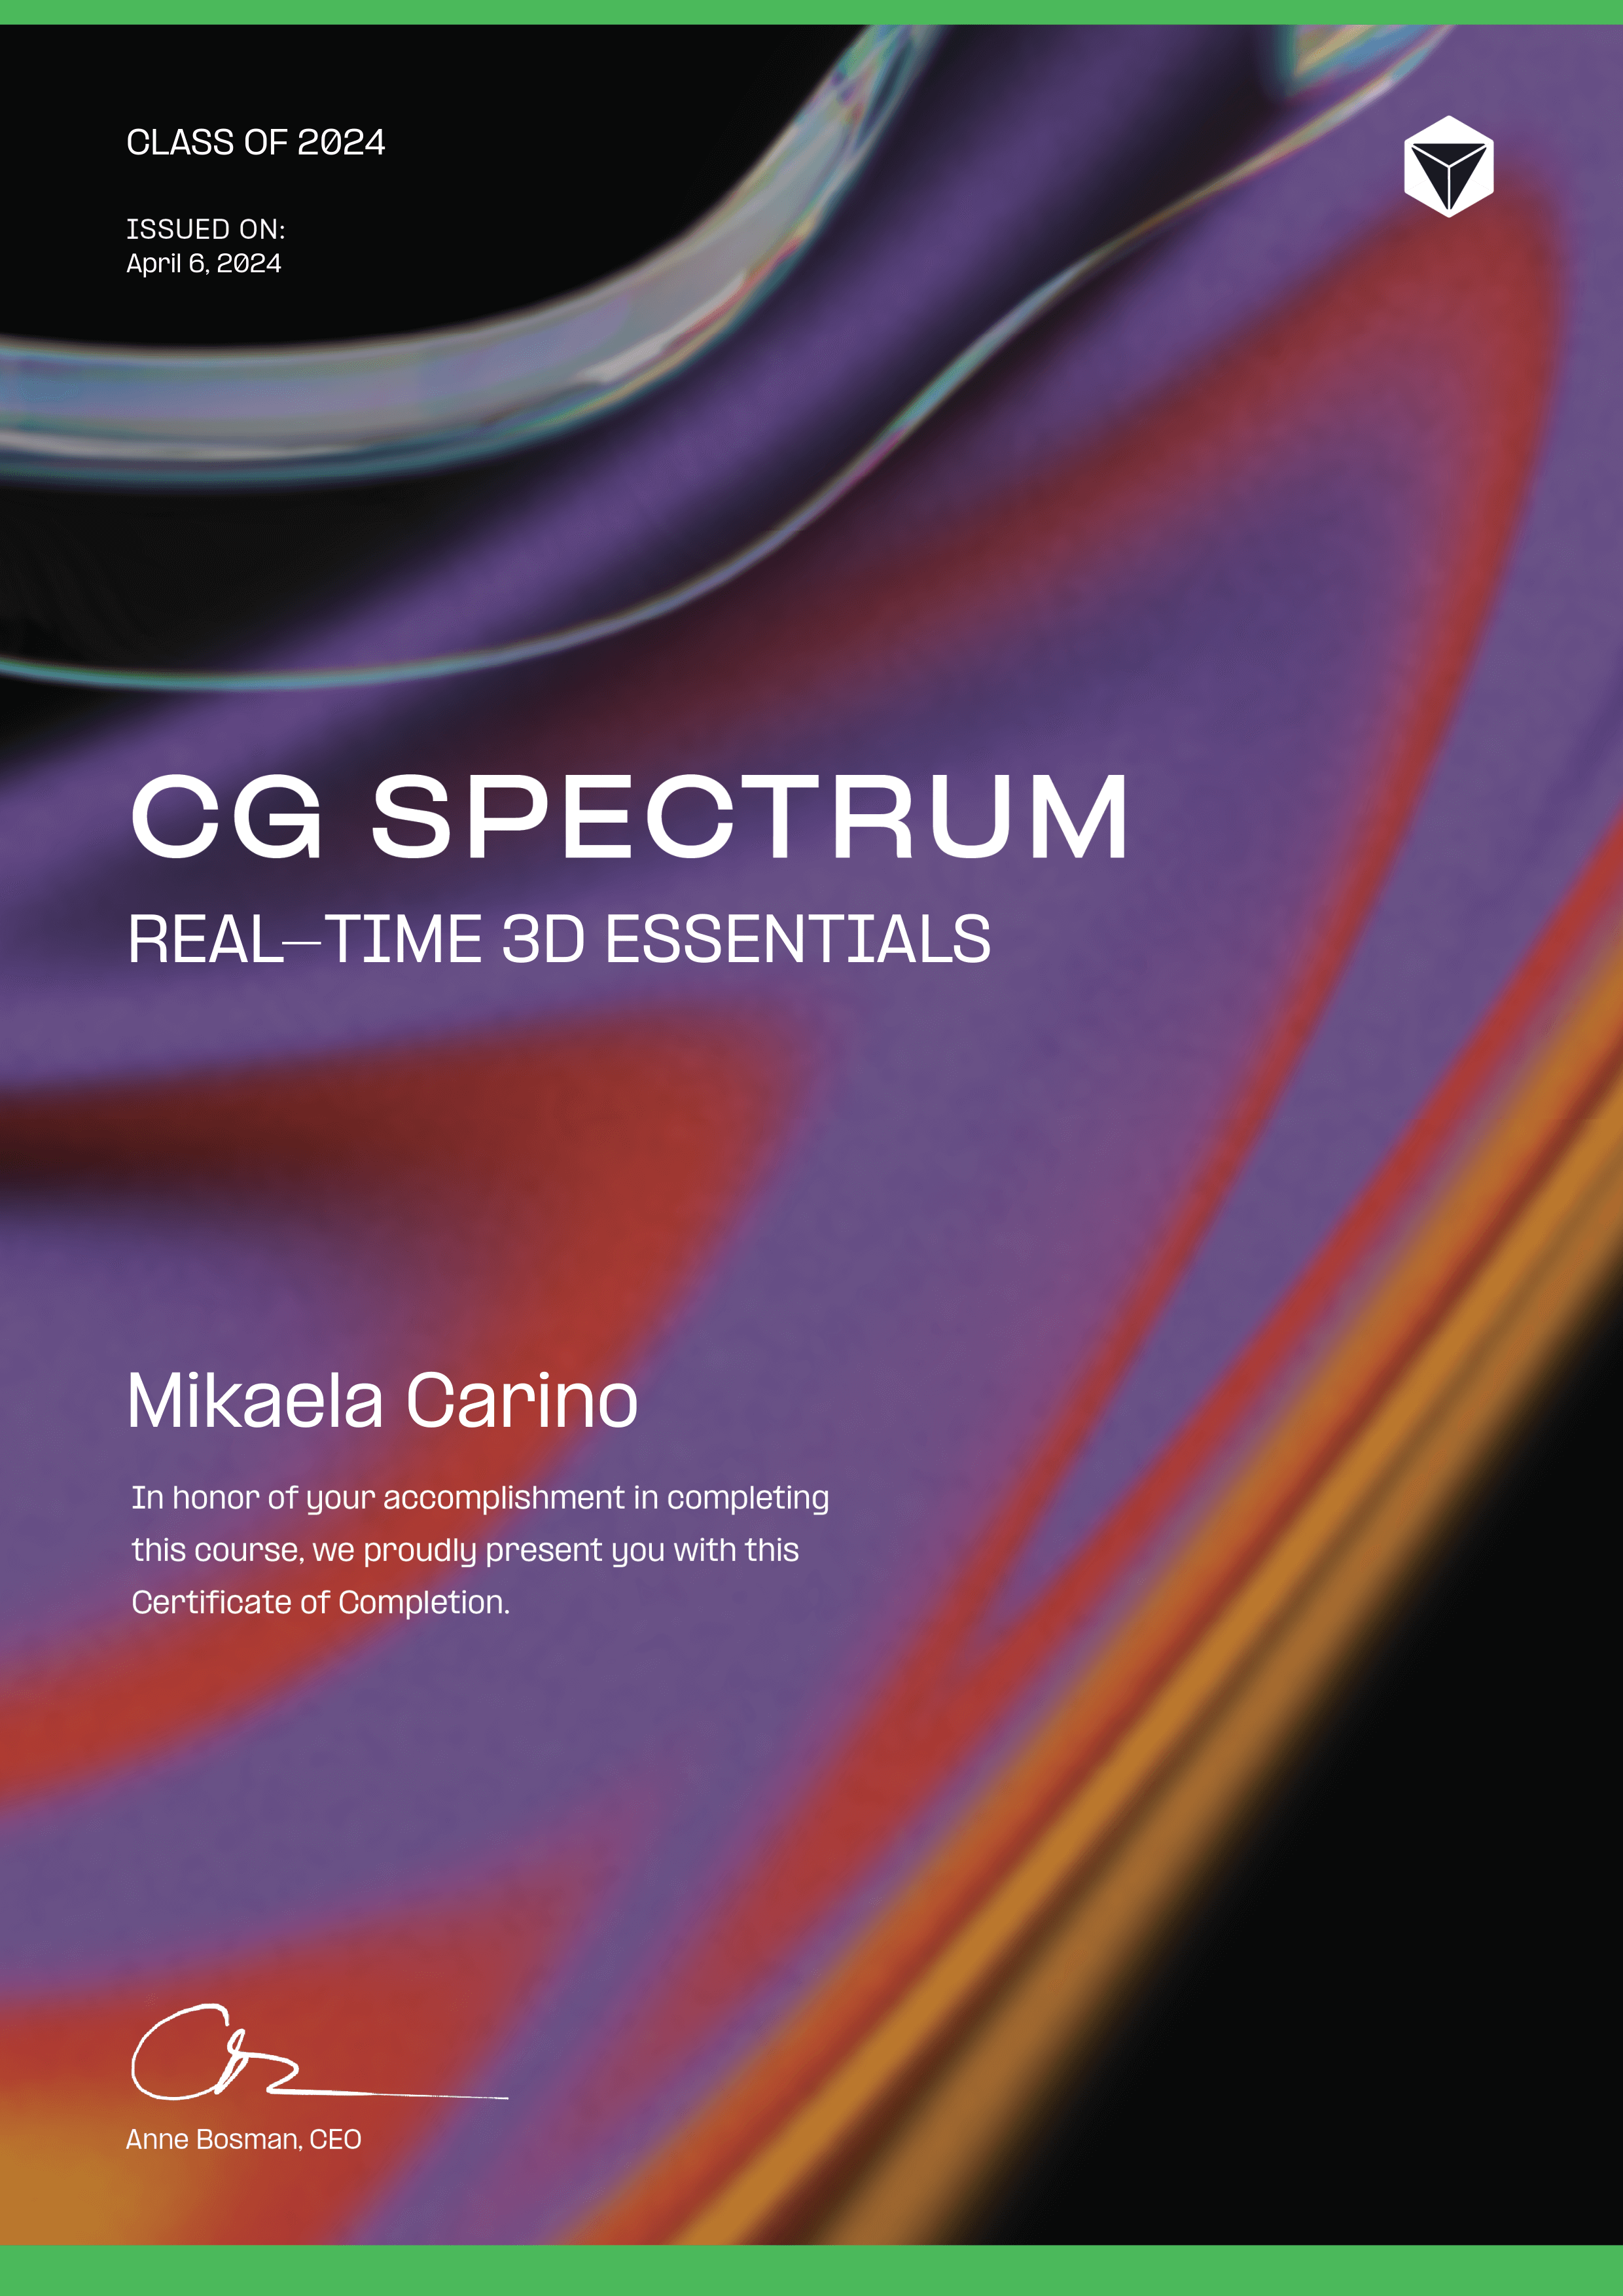 CLASS OF 2024
ISSUED ON:
April 6, 2024
CG SPECTRUM
REAL—TIME 3D ESSENTIALS
Mikaela Carino
In honor of your accomplishment in completing
this course, we proudly present you with this
Certificate of Completion.
Anne Bosman, CEO